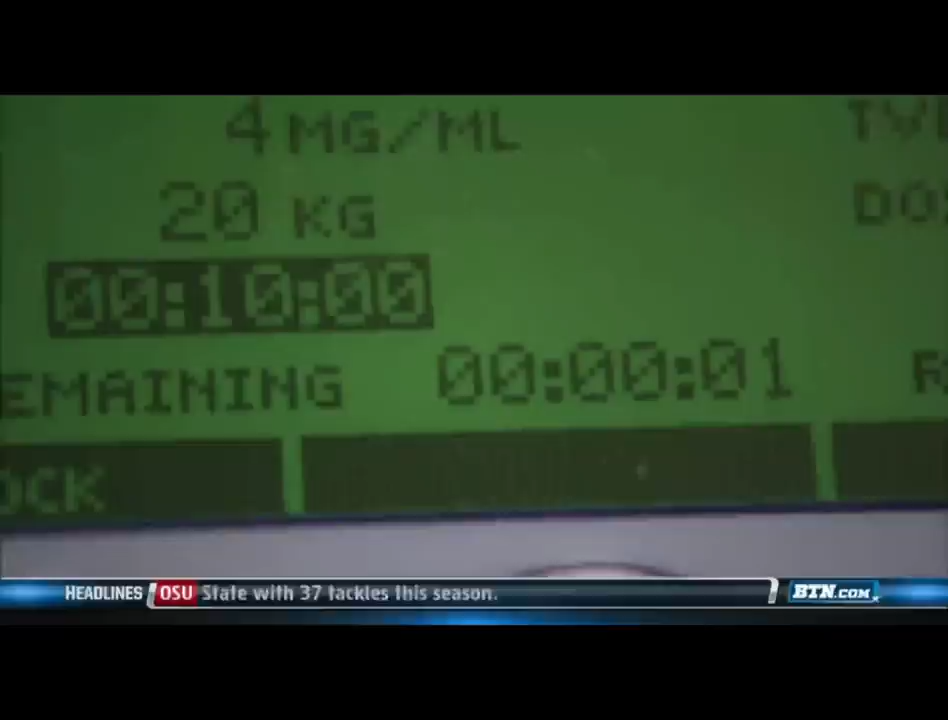 4 MG/ML
20 KG
00:10:00
EMAINING 00:00:01 R
OCK
HEADLINES OSU State with 37 tackles this season. BTN.COM